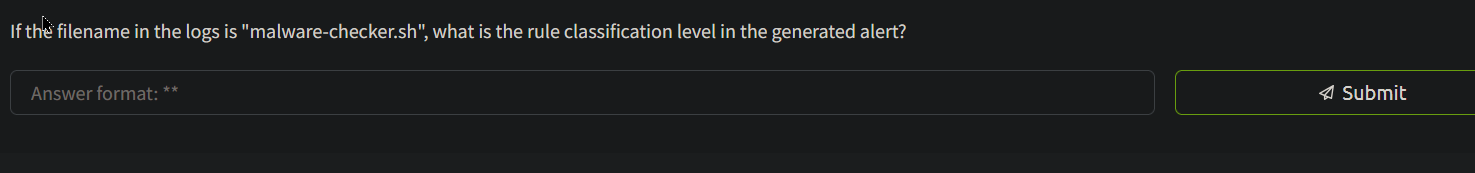 If the filename in the logs is "malware-checker.sh", what is the rule classification level in the generated alert?
Answer format: **
Submit